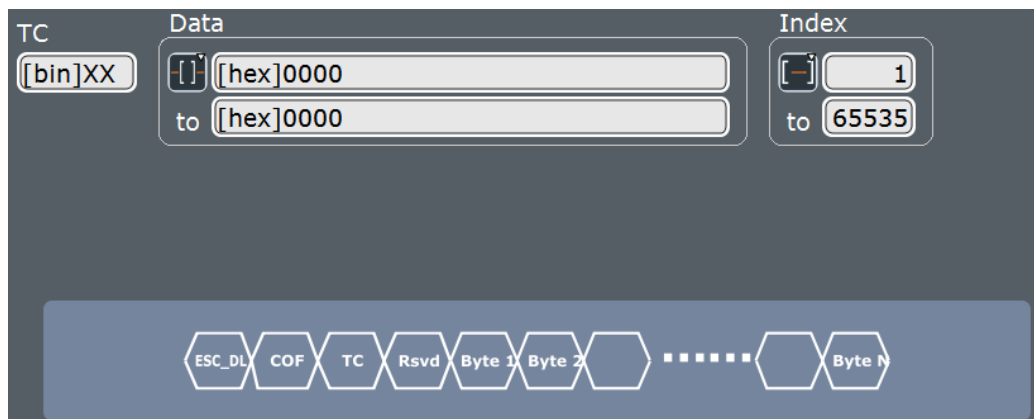 TC
Data
Index
[bin]XX
[hex]0000
1
to
[hex]0000
to
65535
ESC_DL
COF
TC
Rsvd
Byte 1
Byte 2
Byte N